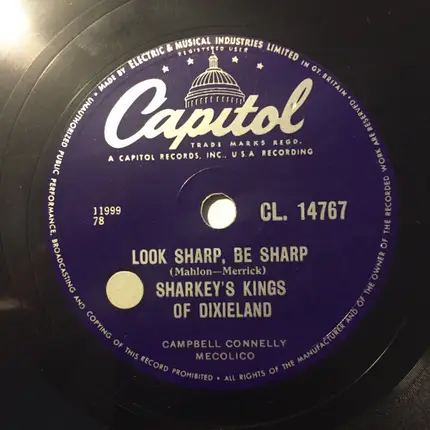 MADE BY ELECTRIC & MUSICAL INDUSTRIES LIMITED IN GT. BRITAIN •
REGISTERED USER
Capitol
TRADE MARKS REGD.
A CAPITOL RECORDS, INC., U.S.A RECORDING
11999
78
CL. 14767
LOOK SHARP, BE SHARP
(Mahlon—Merrick)
SHARKEY'S KINGS
OF DIXIELAND
CAMPBELL CONNELLY
MECOLICO
UNAUTHORIZED PUBLIC PERFORMANCE, BROADCASTING AND COPYING OF THIS RECORD PROHIBITED • ALL RIGHTS OF THE MANUFACTURER AND OF THE OWNER OF THE RECORDED WORK ARE RESERVED •